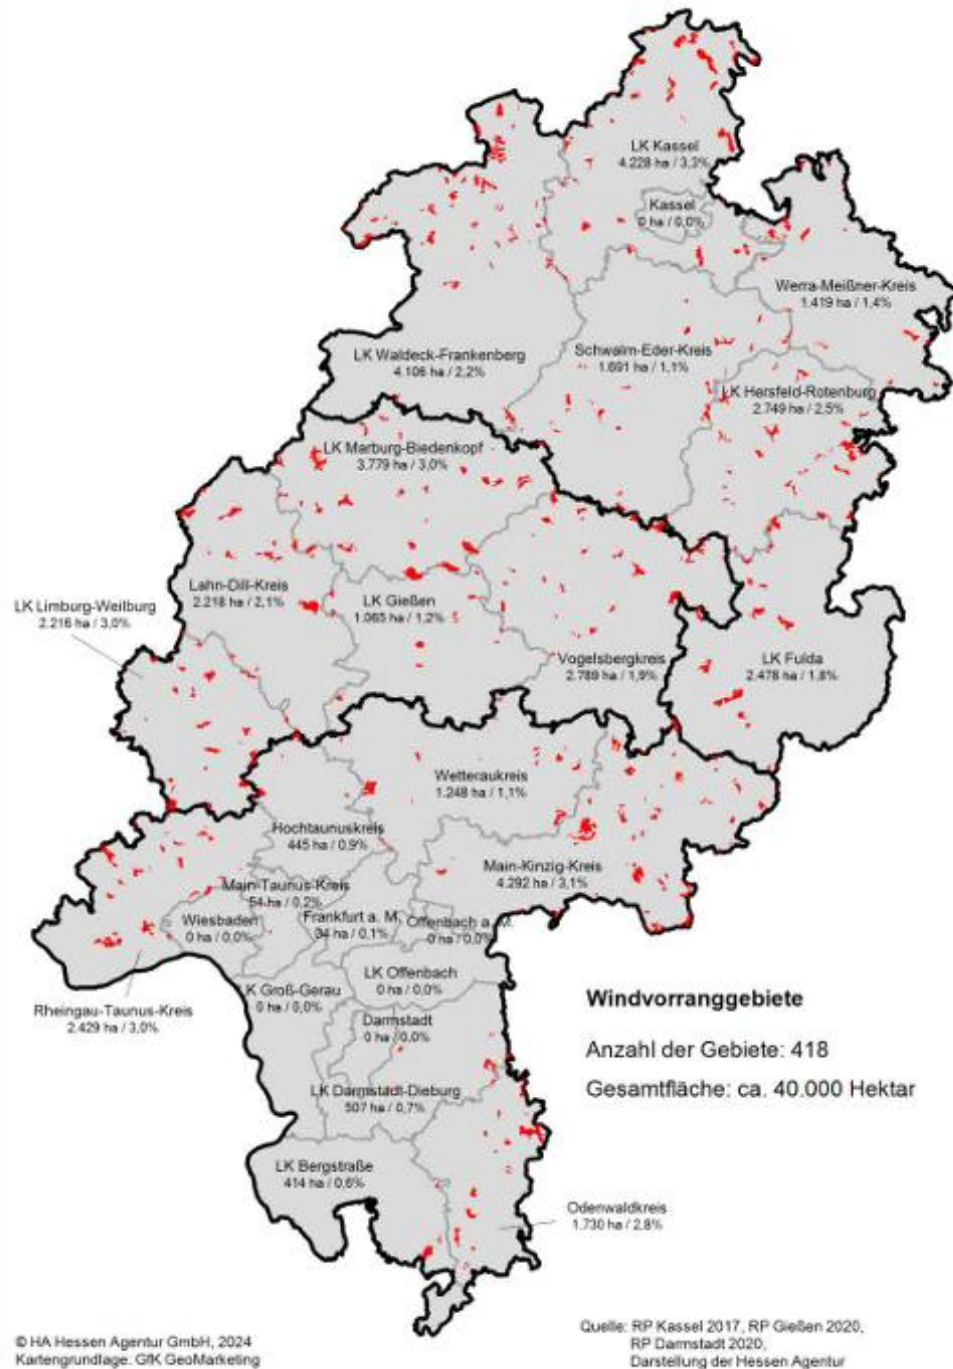 LK Kassel
4.228 ha / 3,3%
Kassel
0 ha / 0,0%
Werra-Meißner-Kreis
1.419 ha / 1,4%
LK Waldeck-Frankenberg
4.106 ha / 2,2%
Schwalm-Eder-Kreis
1.691 ha / 1,1%
LK Hersfeld-Rotenburg
2.749 ha / 2,5%
LK Marburg-Biedenkopf
3.779 ha / 3,0%
Lahn-Dill-Kreis
2.218 ha / 2,1%
LK Gießen
1.065 ha / 1,2%
LK Limburg-Weilburg
2.216 ha / 3,0%
Vogelsbergkreis
2.789 ha / 1,9%
LK Fulda
2.478 ha / 1,8%
Wetteraukreis
1.248 ha / 1,1%
Hochtaunuskreis
445 ha / 0,9%
Main-Kinzig-Kreis
4.292 ha / 3,1%
Main-Taunus-Kreis
54 ha / 0,2%
Wiesbaden
0 ha / 0,0%
Frankfurt a. M.
34 ha / 0,1%
Offenbach a. M.
0 ha / 0,0%
LK Offenbach
0 ha / 0,0%
LK Groß-Gerau
0 ha / 0,0%
Rheingau-Taunus-Kreis
2.429 ha / 3,0%
Darmstadt
0 ha / 0,0%
LK Darmstadt-Dieburg
507 ha / 0,7%
LK Bergstraße
414 ha / 0,6%
Odenwaldkreis
1.730 ha / 2,8%
Windvorranggebiete
Anzahl der Gebiete: 418
Gesamtfläche: ca. 40.000 Hektar
© HA Hessen Agentur GmbH, 2024
Kartengrundlage: GfK GeoMarketing
Quelle: RP Kassel 2017, RP Gießen 2020,
RP Darmstadt 2020,
Darstellung der Hessen Agentur